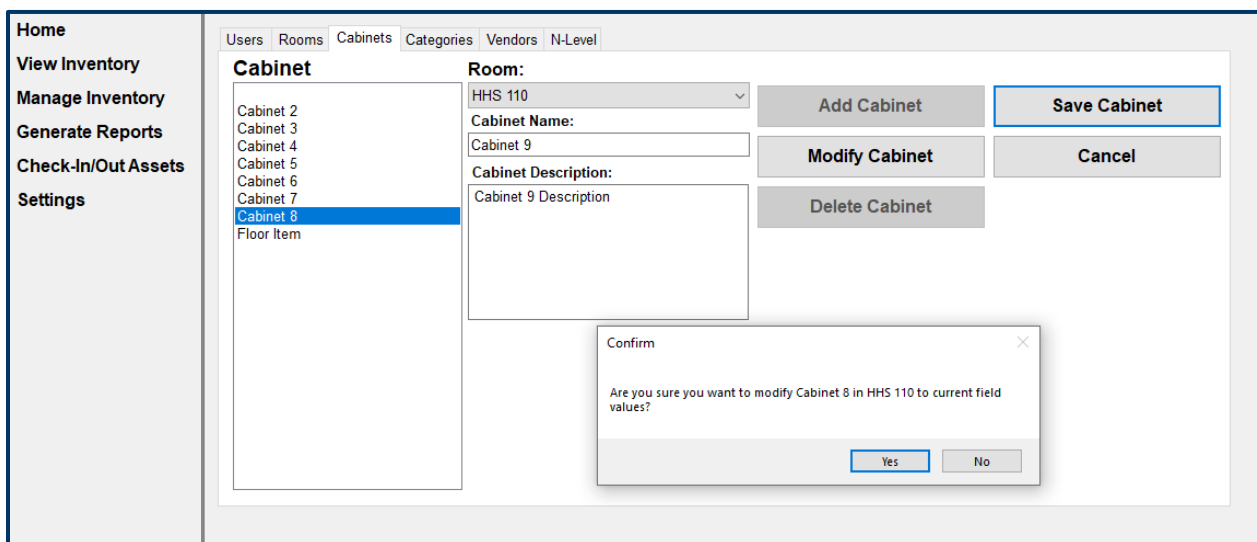 Home
View Inventory
Manage Inventory
Generate Reports
Check-In/Out Assets
Settings
Users Rooms Cabinets Categories Vendors N-Level
Cabinet
Cabinet 2
Cabinet 3
Cabinet 4
Cabinet 5
Cabinet 6
Cabinet 7
Cabinet 8
Floor Item
Room:
HHS 110
Cabinet Name:
Cabinet 9
Cabinet Description:
Cabinet 9 Description
Add Cabinet
Save Cabinet
Modify Cabinet
Cancel
Delete Cabinet
Confirm
Are you sure you want to modify Cabinet 8 in HHS 110 to current field
values?
Yes
No